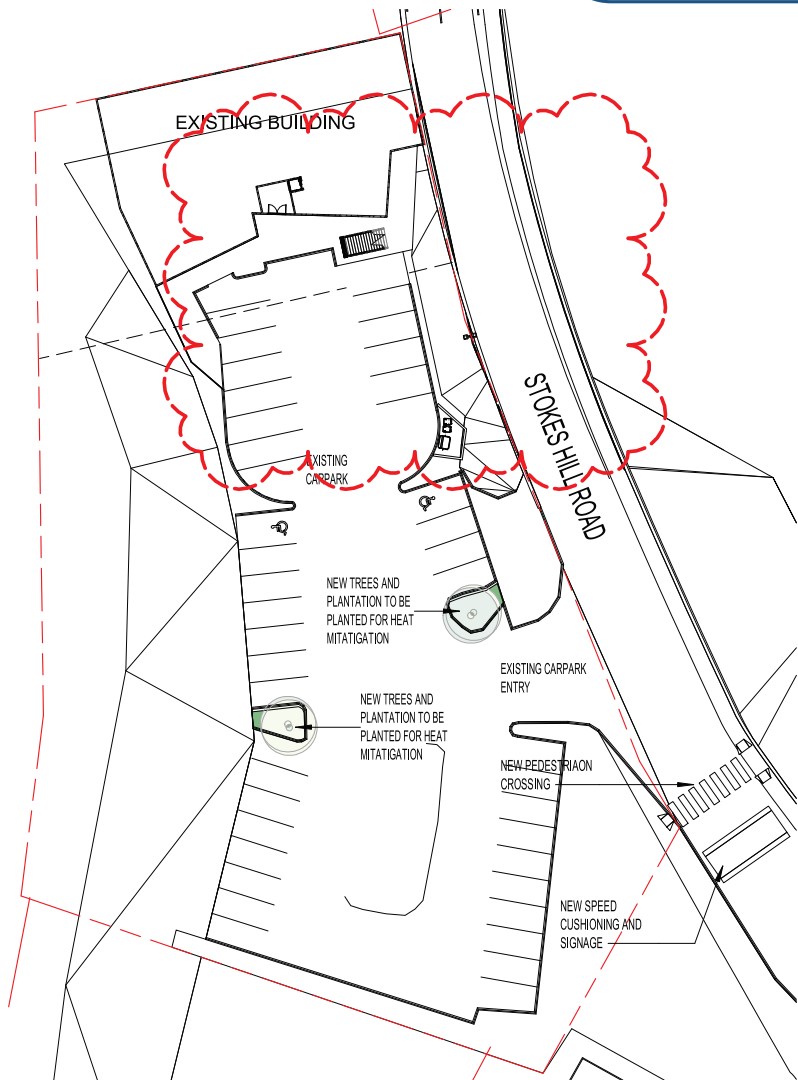 EXISTING BUILDING
STOKES HILL ROAD
EXISTING
CARPARK
NEW TREES AND
PLANTATION TO BE
PLANTED FOR HEAT
MITATIGATION
EXISTING CARPARK
ENTRY
NEW TREES AND
PLANTATION TO BE
PLANTED FOR HEAT
MITATIGATION
NEW PEDESTRIAON
CROSSING
NEW SPEED
CUSHIONING AND
SIGNAGE